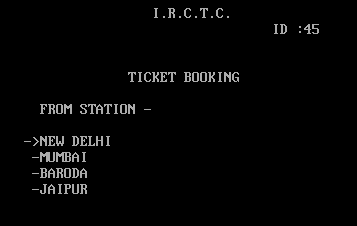 I.R.C.T.C.
ID :45
TICKET BOOKING
FROM STATION -
->NEW DELHI
-MUMBAI
-BARODA
-JAIPUR